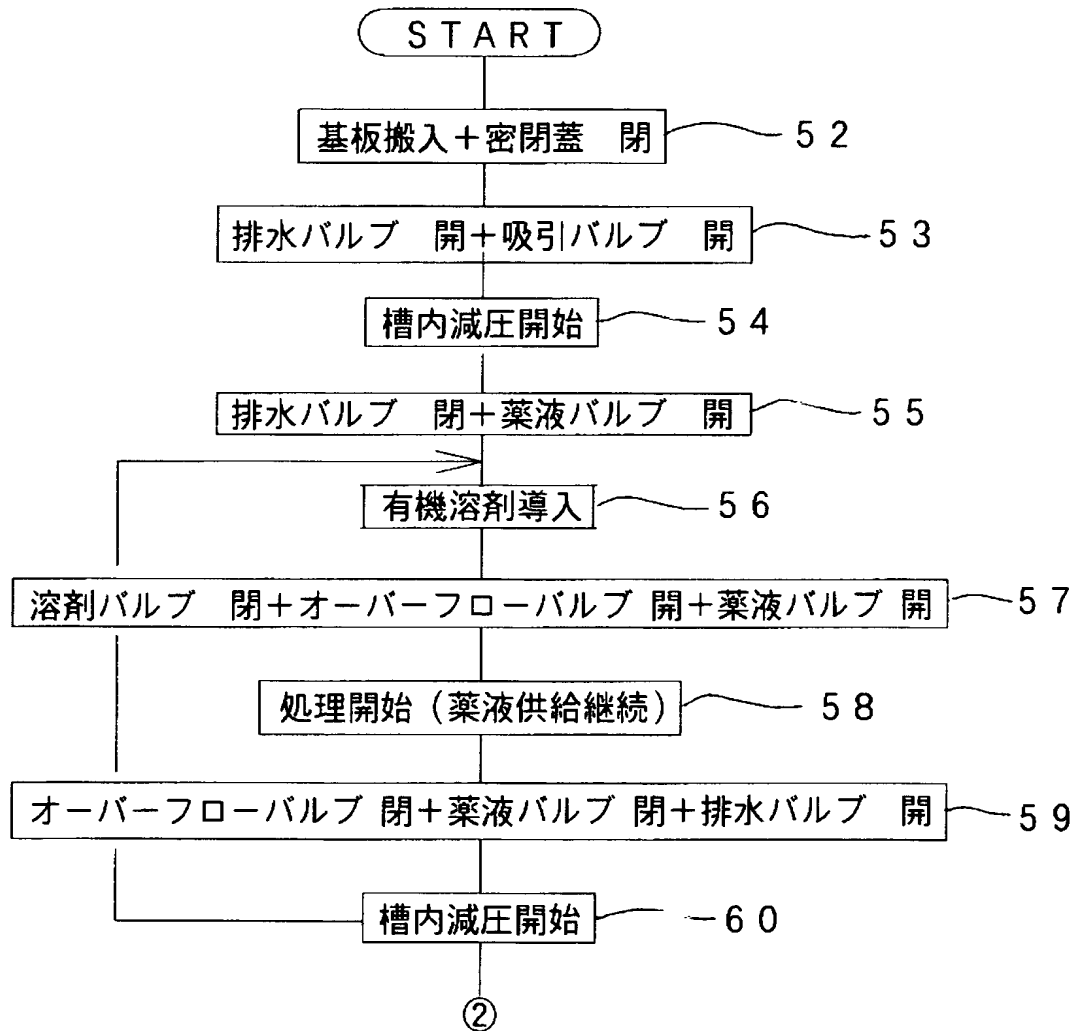 ＳＴＡＲＴ
基板搬入＋密閉蓋　閉 ５２
排水バルブ　開＋吸引バルブ　開 ５３
槽内減圧開始 ５４
排水バルブ　閉＋薬液バルブ　開 ５５
有機溶剤導入 ５６
溶剤バルブ　閉＋オーバーフローバルブ 開＋薬液バルブ 開 ５７
処理開始（薬液供給継続） ５８
オーバーフローバルブ 閉＋薬液バルブ 閉＋排水バルブ　開 ５９
槽内減圧開始 ６０
②